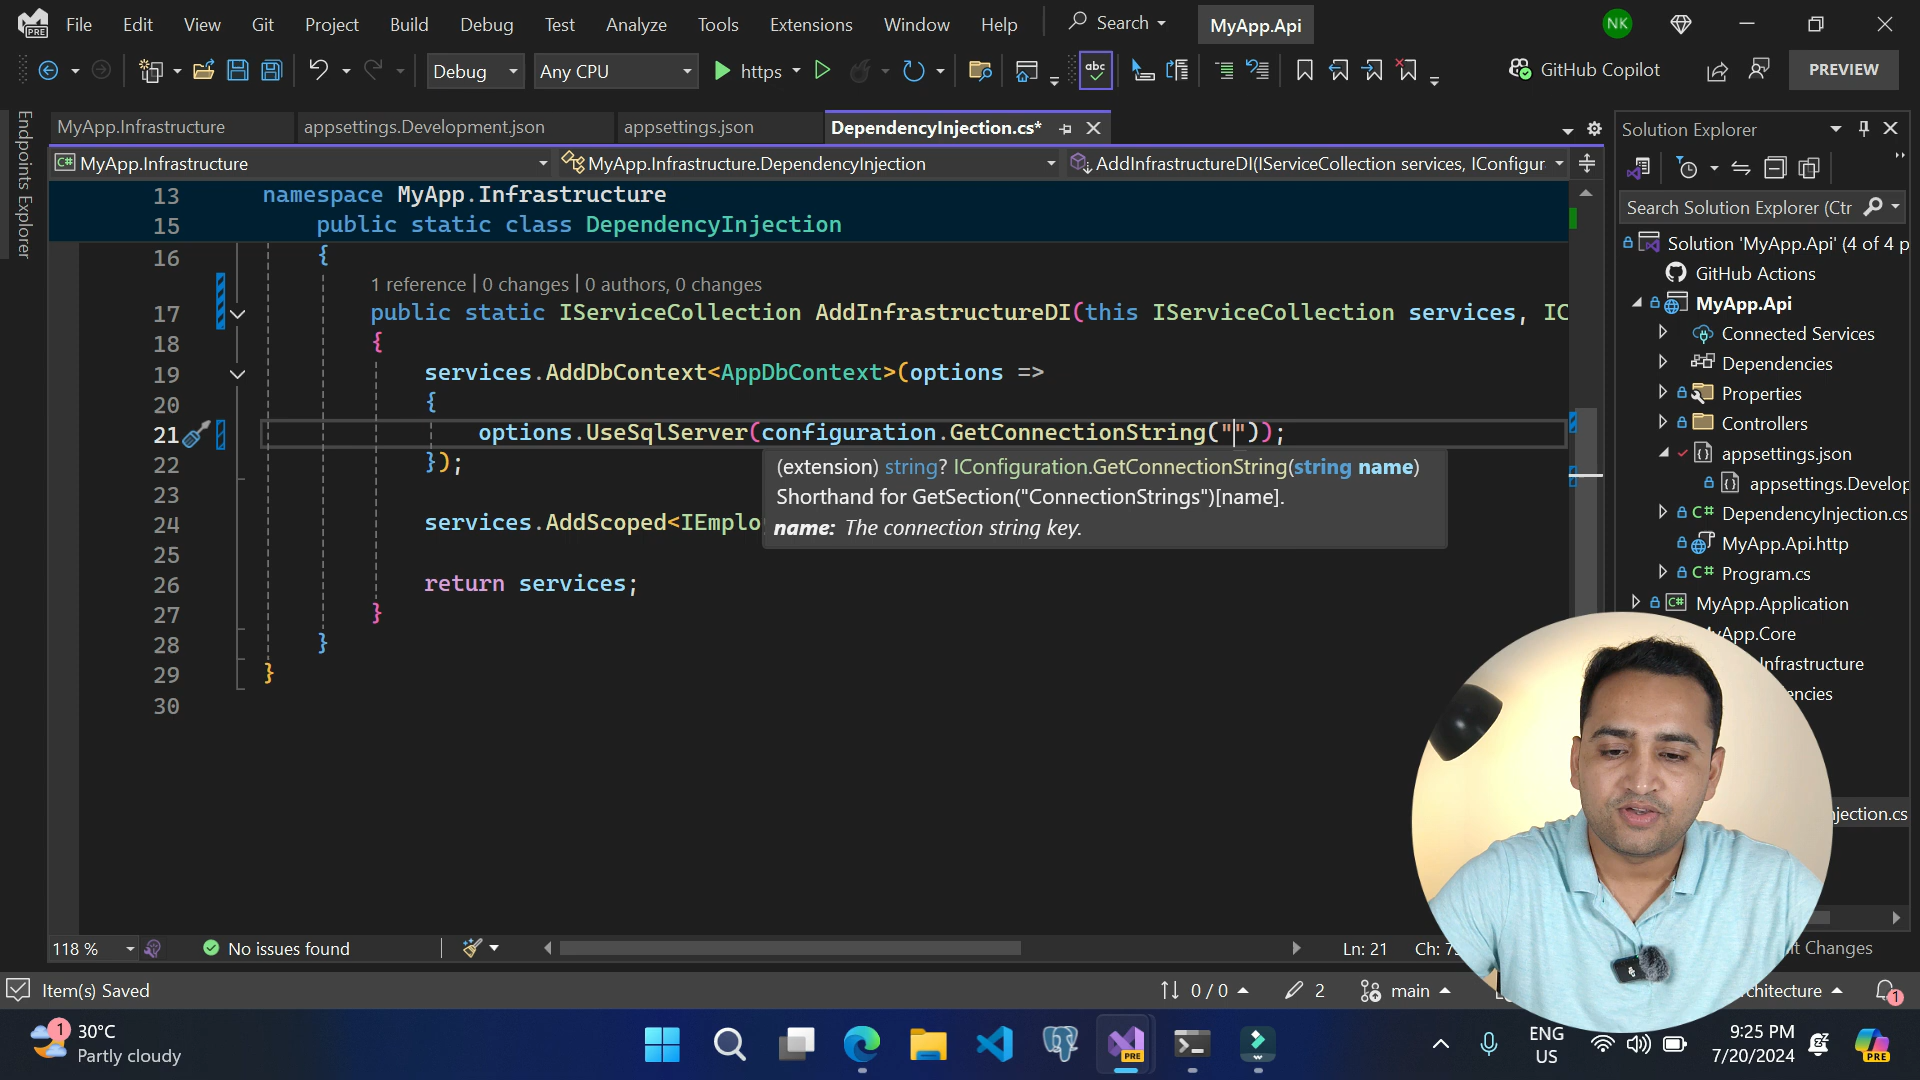 File Edit View Git Project Build Debug Test Analyze Tools Extensions Window Help Search MyApp.Api NK
Debug Any CPU https abc GitHub Copilot PREVIEW
Endpoints Explorer
MyApp.Infrastructure appsettings.Development.json appsettings.json DependencyInjection.cs*
MyApp.Infrastructure MyApp.Infrastructure.DependencyInjection AddInfrastructureDI(IServiceCollection services, IConfigur
13 namespace MyApp.Infrastructure
15 public static class DependencyInjection
16 {
1 reference | 0 changes | 0 authors, 0 changes
17 public static IServiceCollection AddInfrastructureDI(this IServiceCollection services, IC
18 {
19 services.AddDbContext<AppDbContext>(options =>
20 {
21 options.UseSqlServer(configuration.GetConnectionString(""));
22 });
(extension) string? IConfiguration.GetConnectionString(string name)
Shorthand for GetSection("ConnectionStrings")[name].
name: The connection string key.
23
24 services.AddScoped<IEmplo
25
26 return services;
27 }
28 }
29 }
30
Solution Explorer
Search Solution Explorer (Ctr
Solution 'MyApp.Api' (4 of 4 p
GitHub Actions
MyApp.Api
Connected Services
Dependencies
Properties
Controllers
appsettings.json
appsettings.Develop
C# DependencyInjection.cs
MyApp.Api.http
C# Program.cs
MyApp.Application
yApp.Core
nfrastructure
encies
jection.cs
118 % No issues found Ln: 21 Ch: 7
t Changes
Item(s) Saved 0 / 0 2 main chitecture 1
1 30°C
Partly cloudy
PRE
ENG
US
9:25 PM
7/20/2024
PRE